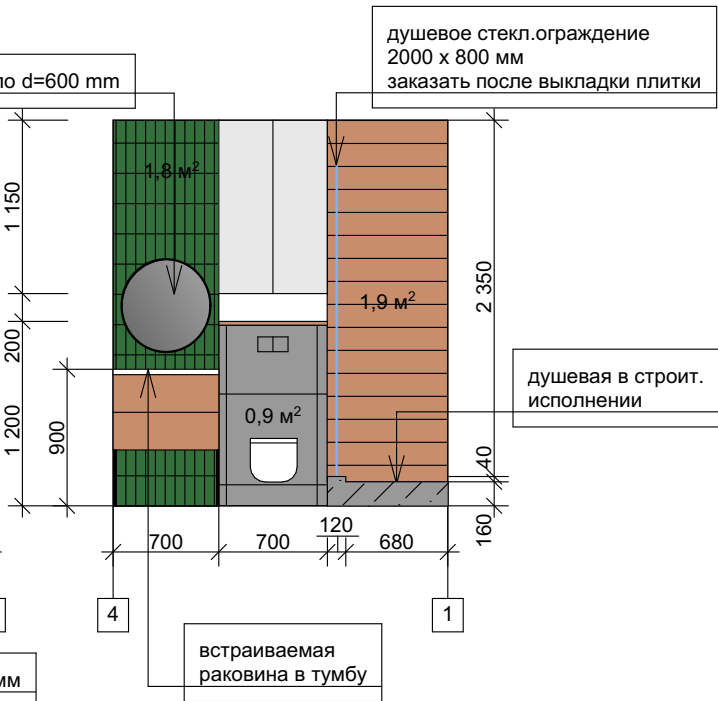 душевое стекл.ограждение
2000 x 800 мм
заказать после выкладки плитки
d=600 mm
1,8 м²
1 150
2 350
1,9 м²
200
душевая в строит.
исполнении
1 200
900
0,9 м²
40
160
120
700
700
680
4
1
встраиваемая
раковина в тумбу
мм